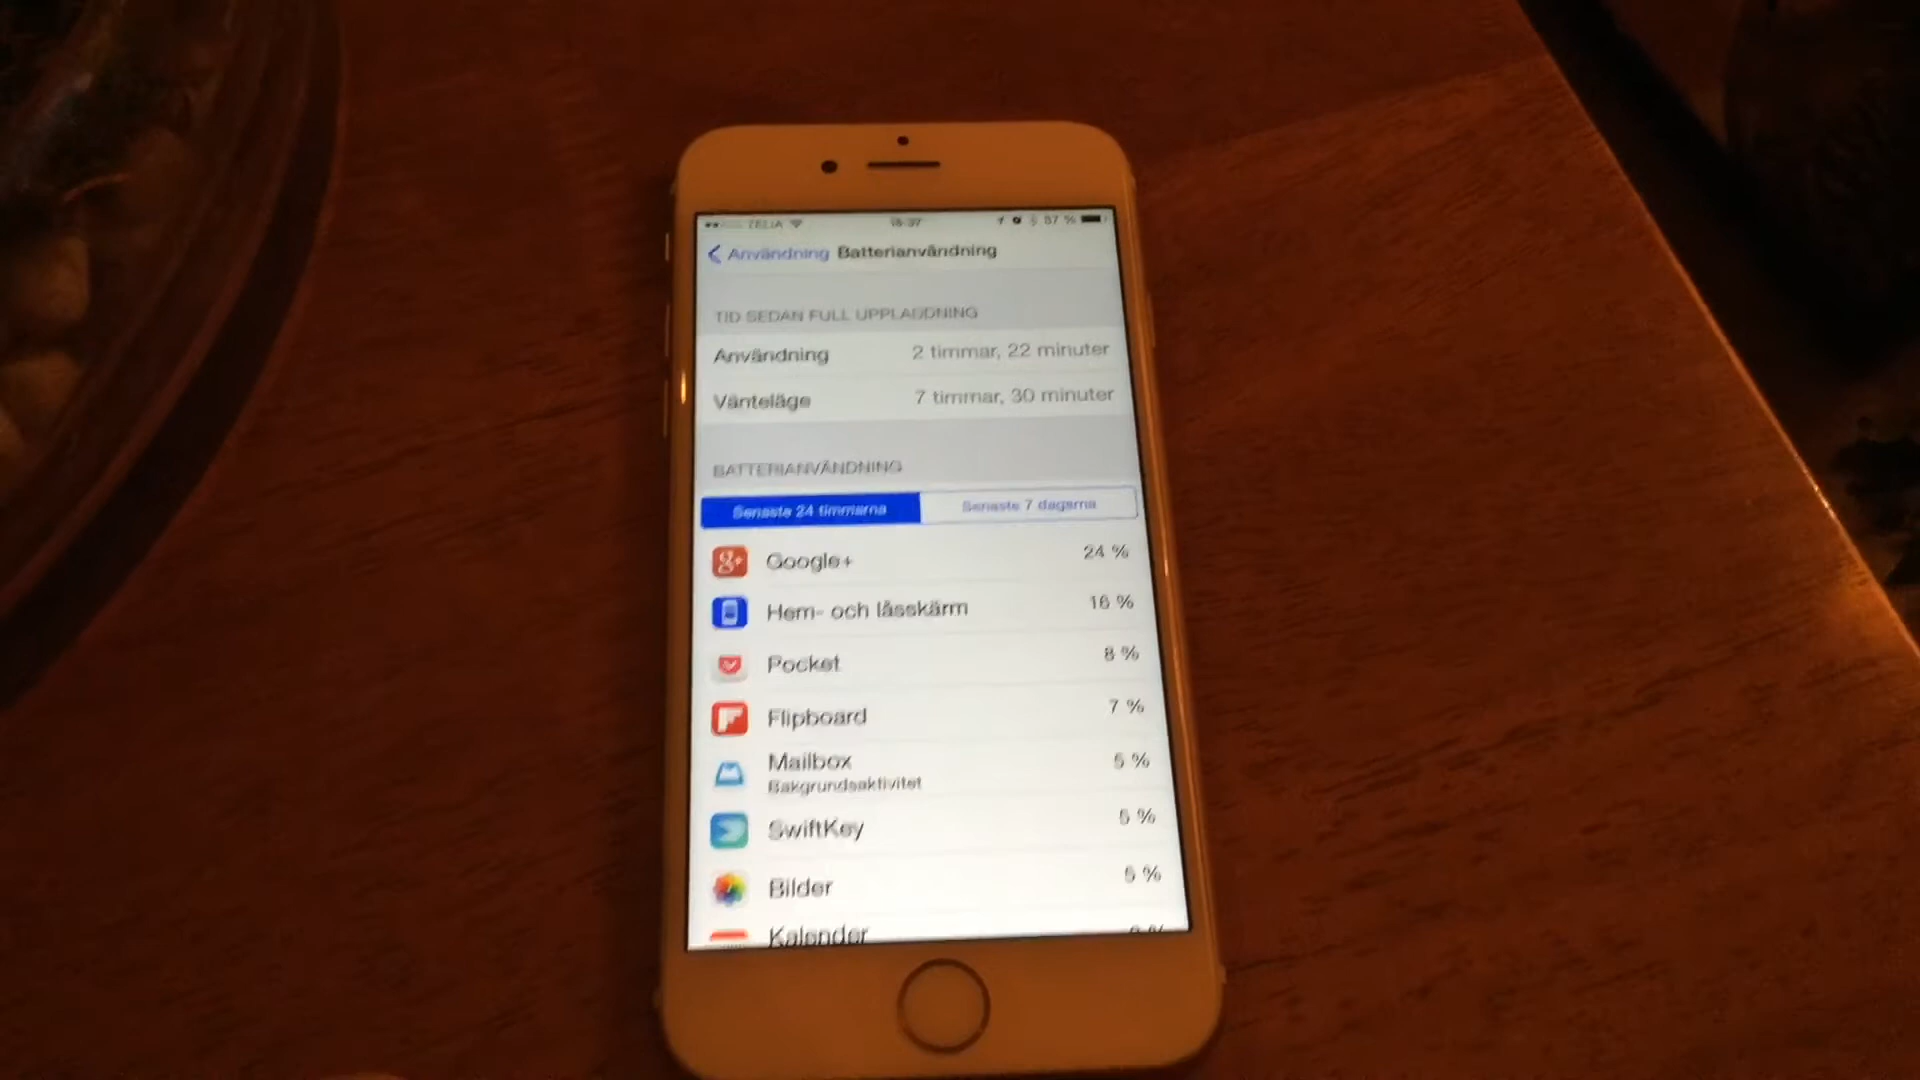 TELIA
87 %
Användning Batterianvändning
TID SEDAN FULL UPPLADDNING
Användning 2 timmar, 22 minuter
Vänteläge 7 timmar, 30 minuter
BATTERIANVÄNDNING
Senaste 24 timmarna Senaste 7 dagarna
Google+ 24 %
Hem- och låsskärm 16 %
Pocket 8 %
Flipboard 7 %
Mailbox 5 %
Bakgrundsaktivitet
SwiftKey 5 %
Bilder 5 %
Kalender